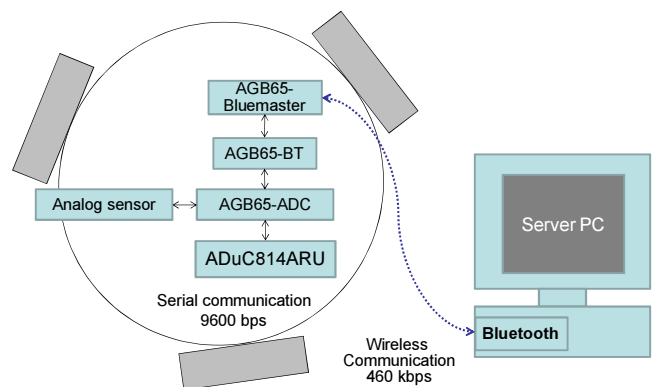 AGB65-
Bluemaster
AGB65-BT
Analog sensor
AGB65-ADC
ADuC814ARU
Serial communication
9600 bps
Server PC
Bluetooth
Wireless
Communication
460 kbps